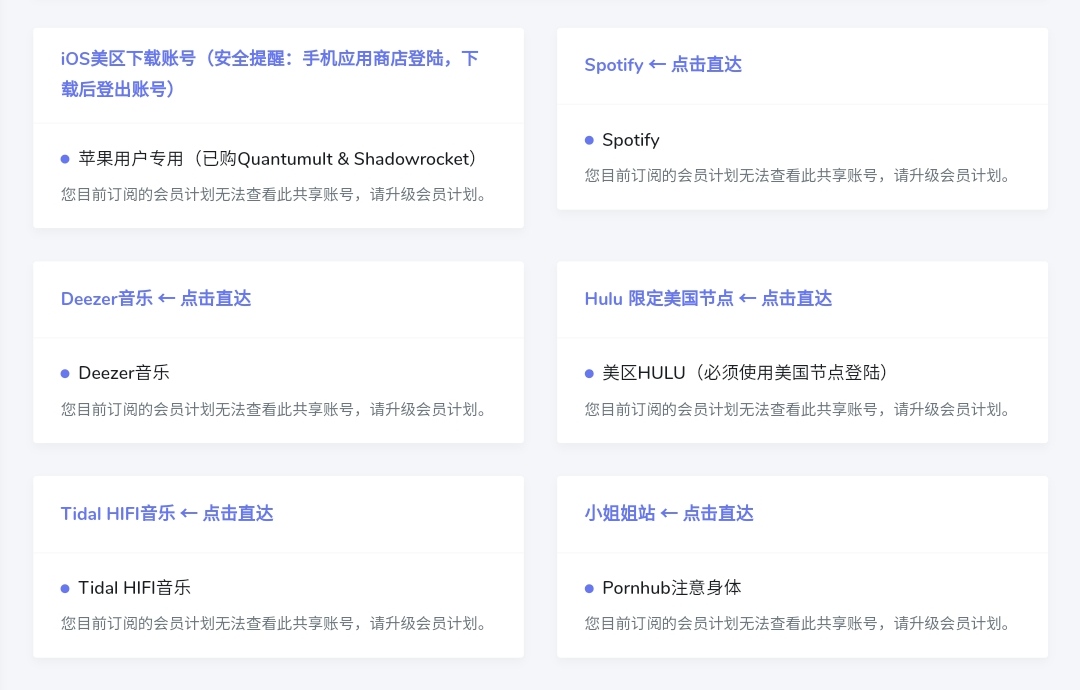 iOS美区下载账号（安全提醒：手机应用商店登陆，下
载后登出账号）
苹果用户专用（已购Quantumult & Shadowrocket）
您目前订阅的会员计划无法查看此共享账号，请升级会员计划。
Spotify ← 点击直达
Spotify
您目前订阅的会员计划无法查看此共享账号，请升级会员计划。
Deezer音乐 ← 点击直达
Deezer音乐
您目前订阅的会员计划无法查看此共享账号，请升级会员计划。
Hulu 限定美国节点 ← 点击直达
美区HULU（必须使用美国节点登陆）
您目前订阅的会员计划无法查看此共享账号，请升级会员计划。
Tidal HIFI音乐 ← 点击直达
Tidal HIFI音乐
您目前订阅的会员计划无法查看此共享账号，请升级会员计划。
小姐姐站 ← 点击直达
Pornhub注意身体
您目前订阅的会员计划无法查看此共享账号，请升级会员计划。